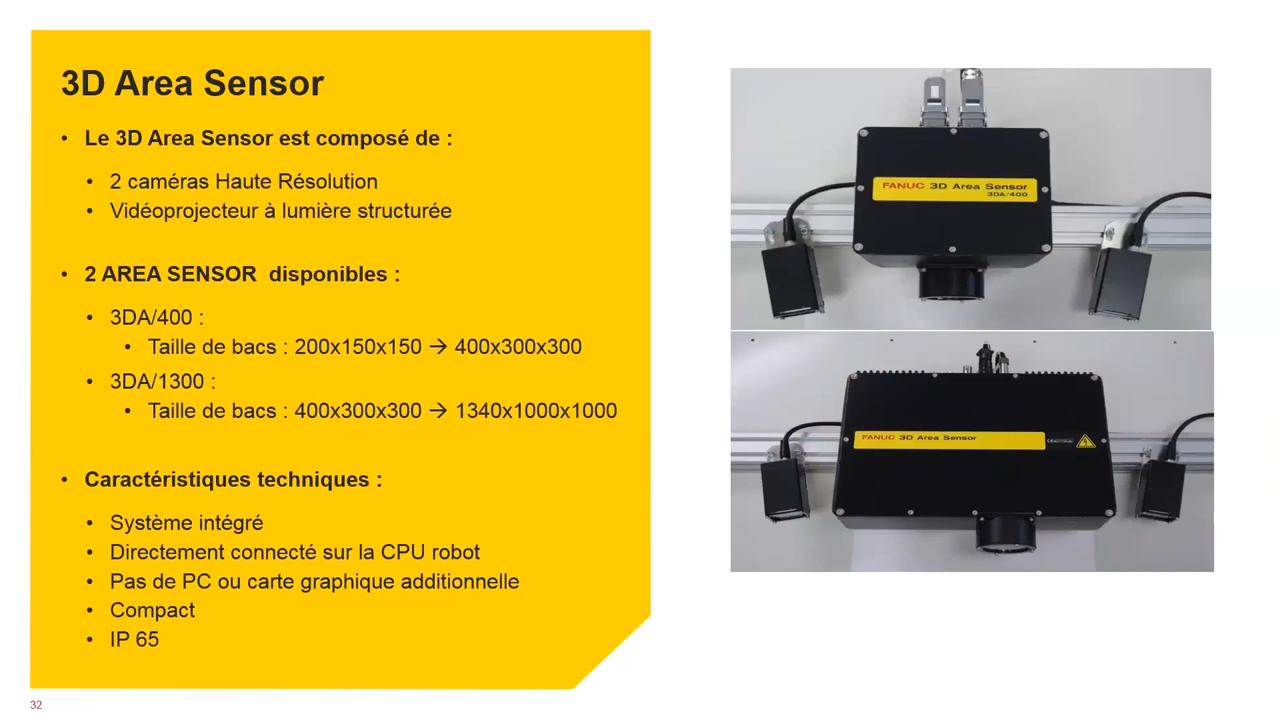 3D Area Sensor
• Le 3D Area Sensor est composé de :
• 2 caméras Haute Résolution
• Vidéoprojecteur à lumière structurée
• 2 AREA SENSOR disponibles :
• 3DA/400 :
• Taille de bacs : 200x150x150 → 400x300x300
• 3DA/1300 :
• Taille de bacs : 400x300x300 → 1340x1000x1000
• Caractéristiques techniques :
• Système intégré
• Directement connecté sur la CPU robot
• Pas de PC ou carte graphique additionnelle
• Compact
• IP 65
32
FANUC 3D Area Sensor
3DA/400
FANUC 3D Area Sensor